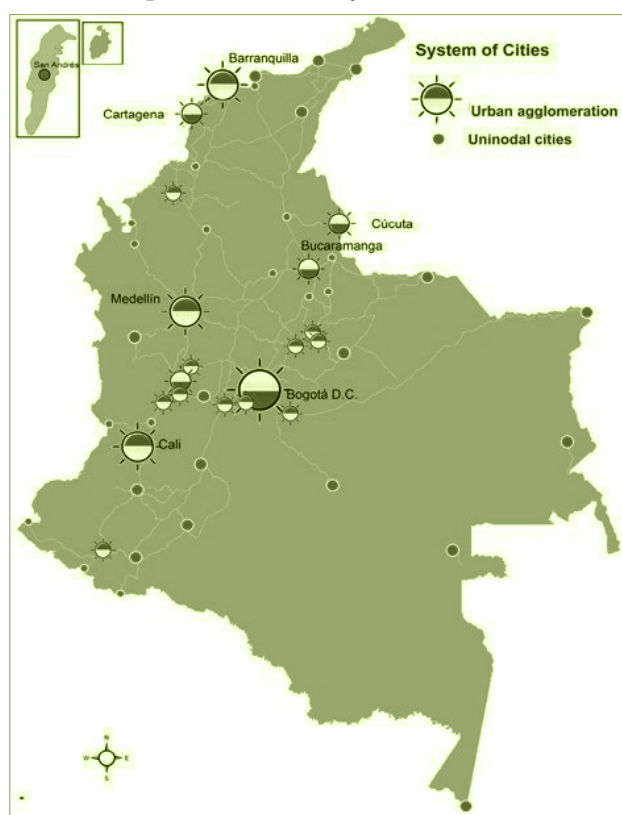 System of Cities
Urban agglomeration
Uninodal cities
San Andrés
Barranquilla
Cartagena
Cúcuta
Bucaramanga
Medellín
Bogotá D.C.
Cali
N
W
E
S